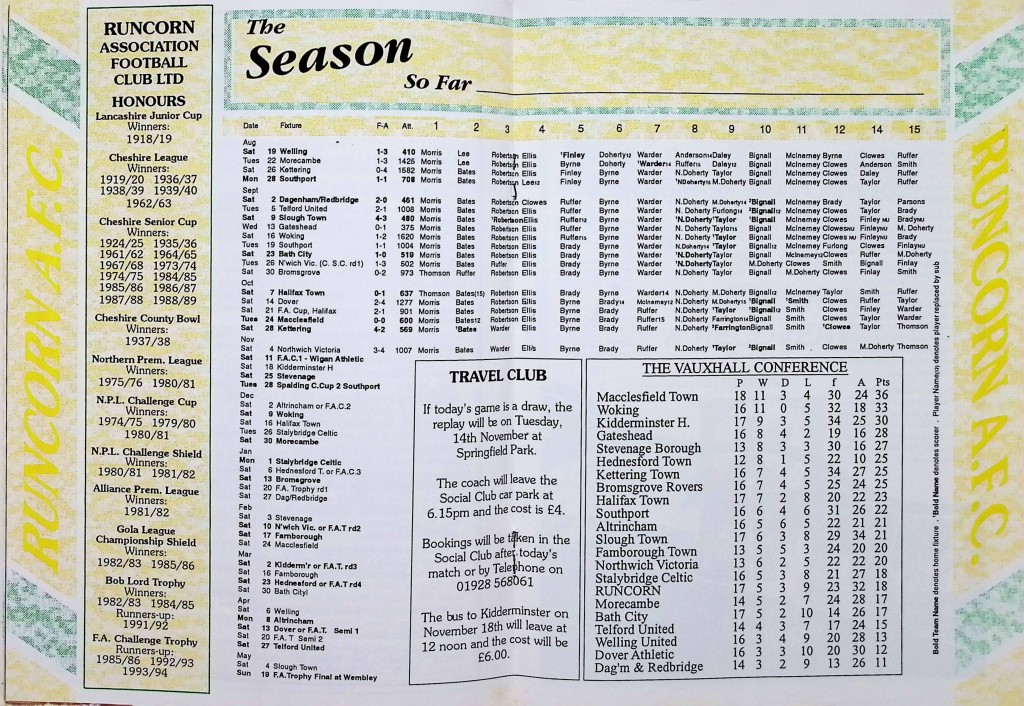 RUNCORN A.F.C.
RUNCORN
ASSOCIATION
FOOTBALL
CLUB LTD
HONOURS
Lancashire Junior Cup
Winners:
1918/19
Cheshire League
Winners:
1919/20 1936/37
1938/39 1939/40
1962/63
Cheshire Senior Cup
Winners:
1924/25 1935/36
1961/62 1964/65
1967/68 1973/74
1974/75 1984/85
1985/86 1986/87
1987/88 1988/89
Cheshire County Bowl
Winners:
1937/38
Northern Prem. League
1975/76 1980/81
N.P.L. Challenge Cup
1974/75 1979/80
1980/81
N.P.L. Challenge Shield
1980/81 1981/82
Alliance Prem. League
Winners:
1981/82
Gola League
Championship Shield
Winners:
1982/83 1985/86
Bob Lord Trophy
Winners:
1982/83 1984/85
Runners-up:
1991/92
F.A. Challenge Trophy
Runners-up:
1985/86 1992/93
1993/94
The
Season
So Far
Date Fixture F-A Att. 1 2 3 4 5 6 7 8 9 10 11 12 14 15
Aug
Sat 19 Welling 1-3 410 Morris Lee Robertson Ellis 'Finley Doherty12 Warder Anderson14 Daley Bignall McInerney Byrne Clowes Ruffer
Tues 22 Morecambe 1-3 1425 Morris Lee Robertson Ellis Finley Doherty 'Warder14 Ruffer Daley12 Bignall McInerney Clowes Anderson Smith
Sat 26 Kettering 0-4 1582 Morris Bates Robertson Ellis Finley Byrne Warder Ruffer Anderson Bignall McInerney Clowes Daley Ruffer
Mon 28 Southport 1-1 708 Morris Bates Robertson Lee12 Finley Byrne Warder 'NDoherty15 M.Doherty Bignall McInerney Clowes Taylor Ruffer
Sept
Sat 2 Dagenham/Redbridge 2-0 461 Morris Bates Robertson Clowes Ruffer Byrne Warder N.Doherty M.Doherty14 ²Bignall McInerney Brady Taylor Parsons
Tues 5 Telford United 2-1 1008 Morris Bates Robertson Ellis Ruffer Byrne Warder N.Doherty Furlong14 ²Bignall12 McInerney Clowes Taylor Brady
Sat 9 Slough Town 4-3 480 Morris Bates 'Robertson Ellis Ruffer12 Byrne Warder 'N.Doherty 'Taylor 'Bignall McInerney Clowes Finley NU Brady NU
Wed 13 Gateshead 0-1 375 Morris Bates Robertson Ellis Ruffer Byrne Warder N.Doherty Taylor15 Bignall McInerney Clowes NU Finley NU M. Doherty
Sat 16 Woking 1-2 1620 Morris Bates Robertson Ellis Ruffer15 Byrne Warder N.Doherty 'Taylor Bignall McInerney Clowes NU Finley NU Brady
Tues 19 Southport 1-1 1004 Morris Bates Robertson Ellis Brady Byrne Warder N.Doherty14 'Taylor Bignall12 McInerney Furlong Clowes Finley NU
Sat 23 Bath City 1-0 519 Morris Bates Robertson Ellis Brady Byrne Warder N.Doherty 'Taylor Bignall McInerney12 Clowes Ruffer M. Doherty
Tues 26 N'wich Vic. (C. S.C. rd1) 1-3 502 Morris Bates Ruffer Ellis Brady Byrne Warder 'N.Doherty Taylor M.Doherty Clowes Smith Bignall Finley
Sat 30 Bromsgrove 0-2 973 Thomson Ruffer Robertson Ellis Brady Byrne Warder N.Doherty Taylor Bignall M.Doherty Clowes Finley Smith
Oct
Sat 7 Halifax Town 0-1 637 Thomson Bates(15) Robertson Ellis Brady Byrne Warder14 N.Doherty M.Doherty Bignall12 McInerney Taylor Smith Ruffer
Sat 14 Dover 2-4 1277 Morris Bates Robertson Ellis Byrne Brady14 McInerney12 N.Doherty M.Doherty15 'Bignall 'Smith Clowes Ruffer Taylor
Sat 21 F.A. Cup, Halifax 2-1 901 Morris Bates Robertson Ellis Byrne Brady Ruffer N.Doherty 'Taylor 'Bignall12 Smith Clowes Finley Warder
Tues 24 Macclesfield 0-0 600 Morris Bates12 Robertson Ellis Byrne Brady Ruffer15 N.Doherty Farrington14 Bignall Smith Clowes Taylor Warder
Sat 28 Kettering 4-2 569 Morris 'Bates Warder Ellis Byrne Brady Ruffer N.Doherty ²Farrington Bignall Smith 'Clowes Taylor Thomson
Nov
Sat 4 Northwich Victoria 3-4 1007 Morris Bates Warder Ellis Byrne Brady Ruffer N.Doherty 'Taylor ²Bignall Smith Clowes M.Doherty Thomson
Sat 11 F.A.C.1 - Wigan Athletic
Sat 18 Kidderminster H
Sat 25 Stevenage
Tues 28 Spalding C.Cup 2 Southport
Dec
Sat 2 Altrincham or F.A.C.2
Sat 9 Woking
Sat 16 Halifax Town
Tues 26 Stalybridge Celtic
Sat 30 Morecambe
Jan
Mon 1 Stalybridge Celtic
Sat 6 Hednesford T. or F.A.C.3
Sat 13 Bromsgrove
Sat 20 F.A. Trophy rd1
Sat 27 Dag/Redbridge
Feb
Sat 3 Stevenage
Sat 10 N'wich Vic. or F.A.T rd2
Sat 17 Farnborough
Sat 24 Macclesfield
Mar
Sat 2 Kidderm'r or F.A.T. rd3
Sat 16 Farnborough
Sat 23 Hednesford or F.A.T rd4
Sat 30 Bath Cityl
Apr
Sat 6 Welling
Mon 8 Altrincham
Sat 13 Dover or F.A.T. Semi 1
Sat 20 F.A. T Semi 2
Sat 27 Telford United
May
Sat 4 Slough Town
Sun 19 F.A.Trophy Final at Wembley
TRAVEL CLUB
If today's game is a draw, the
replay will be on Tuesday,
14th November at
Springfield Park.
The coach will leave the
Social Club car park at
6.15pm and the cost is £4.
Bookings will be taken in the
Social Club after today's
match or by Telephone on
01928 568061
The bus to Kidderminster on
November 18th will leave at
12 noon and the cost will be
£6.00.
THE VAUXHALL CONFERENCE
P W D L f A Pts
Macclesfield Town 18 11 3 4 30 24 36
Woking 16 11 0 5 32 18 33
Kidderminster H. 17 9 3 5 34 25 30
Gateshead 16 8 4 2 19 16 28
Stevenage Borough 13 8 3 3 30 16 27
Hednesford Town 12 8 1 5 22 10 25
Kettering Town 16 7 4 5 34 27 25
Bromsgrove Rovers 16 7 4 5 25 24 25
Halifax Town 17 7 2 8 20 22 23
Southport 16 6 4 6 31 26 22
Altrincham 16 5 6 5 22 21 21
Slough Town 17 6 3 8 29 34 21
Famborough Town 13 5 5 3 24 20 20
Northwich Victoria 13 6 2 5 22 22 20
Stalybridge Celtic 16 5 3 8 21 27 18
RUNCORN 17 5 3 9 23 32 18
Morecambe 14 5 2 7 24 28 17
Bath City 17 5 2 10 14 26 17
Telford United 14 4 3 7 17 24 15
Welling United 16 3 4 9 20 28 13
Dover Athletic 16 3 3 10 20 30 12
Dag'm & Redbridge 14 3 2 9 13 26 11
Bold Team Name denotes home fixture 'Bold Name denotes scorer Player Name(n) denotes player replaced by sub
RUNCORN A.F.C.